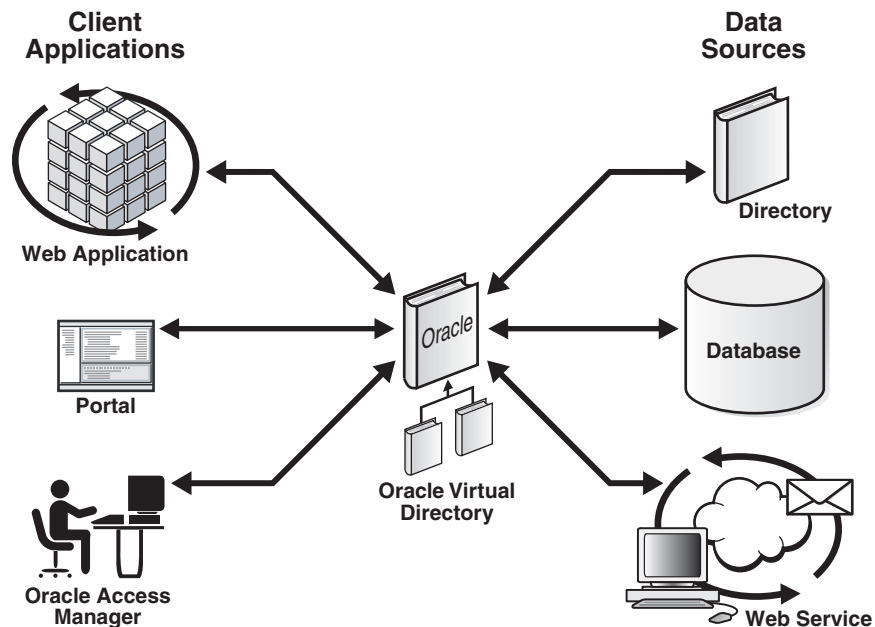 Client
Applications
Data
Sources
Web Application
Directory
Oracle
Portal
Database
Oracle Virtual
Directory
Oracle Access
Manager
Web Service